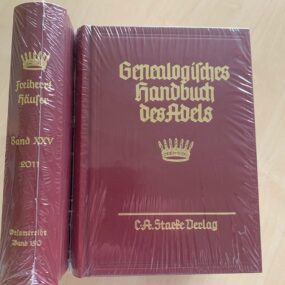 Freiherrl.
Häuser
Band XXV
2011
Gesamtreihe
Band 150
Genealogisches
Handbuch
des Adels
C.A. Starke Verlag